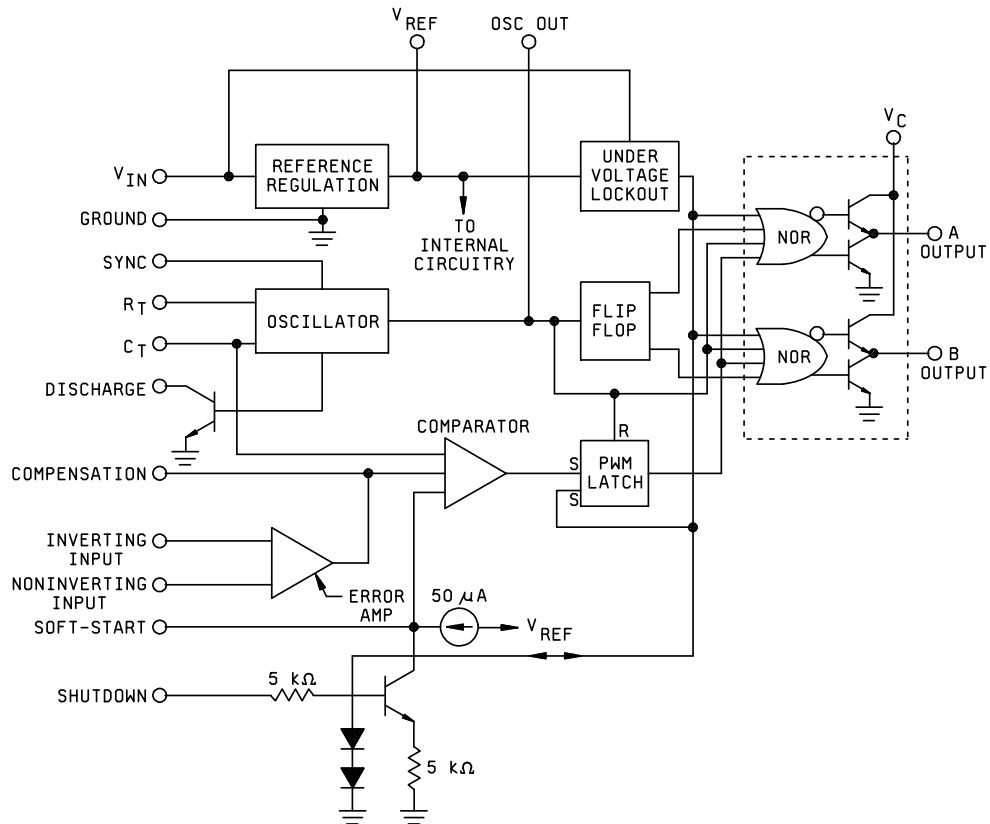 V REF
OSC OUT
V C
V IN
REFERENCE
REGULATION
UNDER
VOLTAGE
LOCKOUT
GROUND
TO
INTERNAL
CIRCUITRY
NOR
A
OUTPUT
SYNC
R T
OSCILLATOR
FLIP
FLOP
C T
NOR
B
OUTPUT
DISCHARGE
COMPARATOR
R
COMPENSATION
S
PWM
LATCH
S
INVERTING
INPUT
NONINVERTING
INPUT
ERROR
AMP
50 μA
SOFT-START
V REF
SHUTDOWN
5 kΩ
5 kΩ